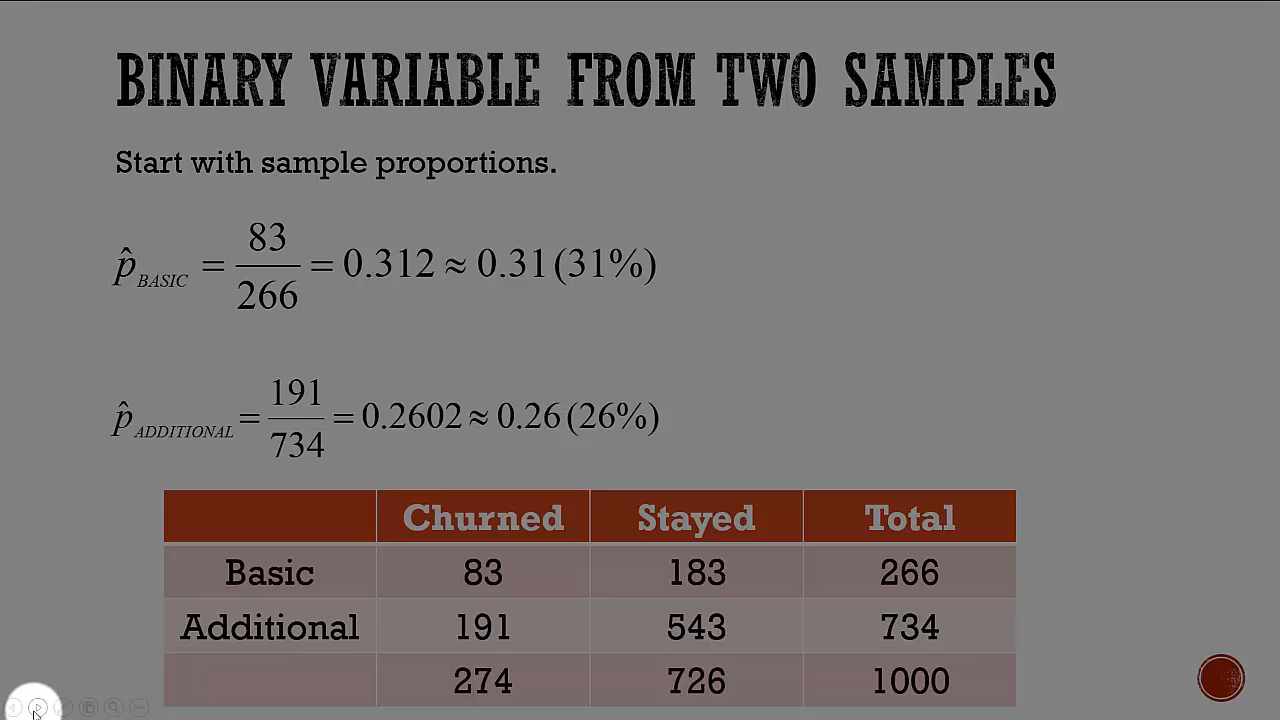 BINARY VARIABLE FROM TWO SAMPLES
Start with sample proportions.
p̂ BASIC = 83/266 = 0.312 ≈ 0.31 (31%)
p̂ ADDITIONAL = 191/734 = 0.2602 ≈ 0.26 (26%)
Churned Stayed Total
Basic 83 183 266
Additional 191 543 734
274 726 1000